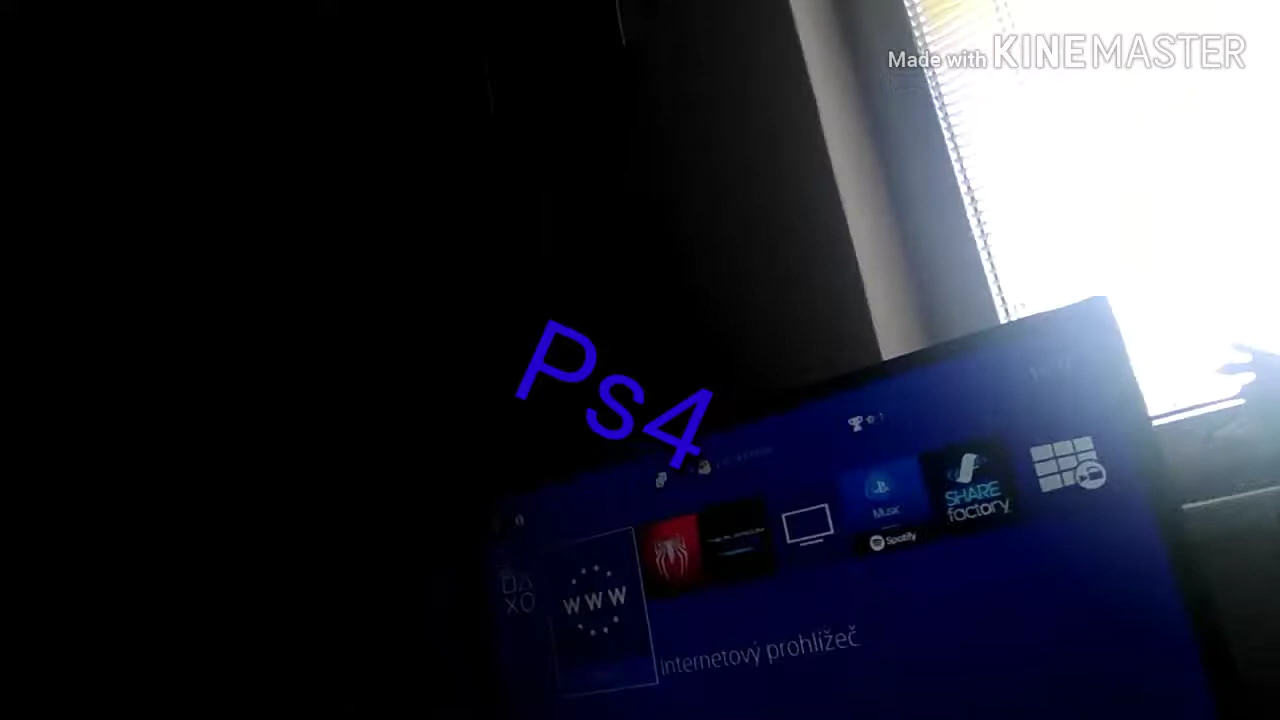 Made with KINEMASTER
Ps4
WWW
Music
Spotify
SHARE
factory
Internetový prohlížeč